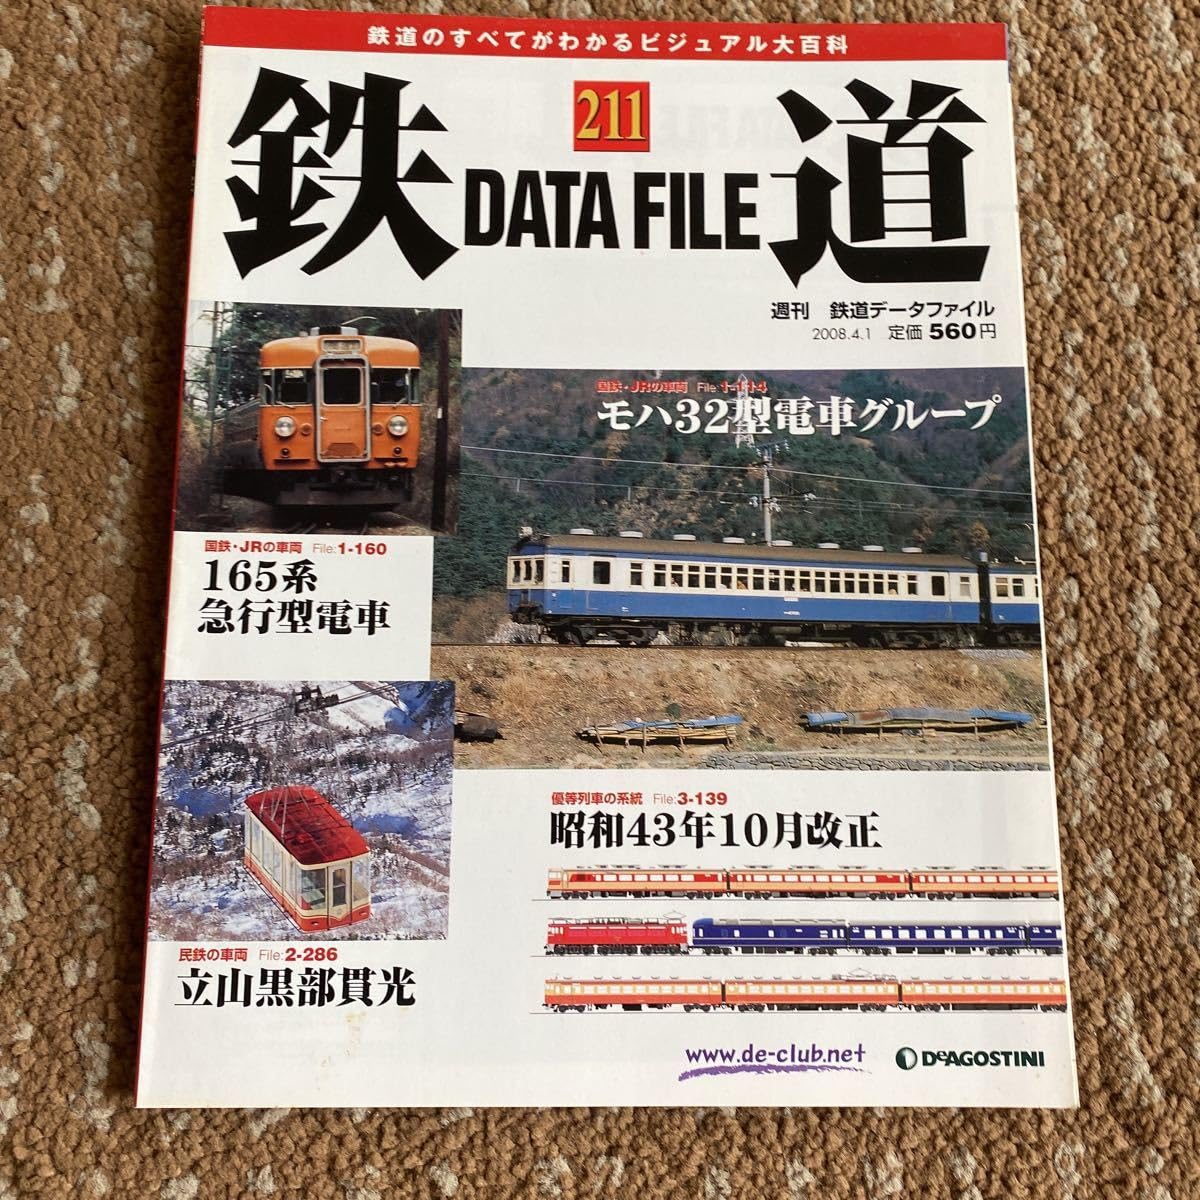 鉄道のすべてがわかるビジュアル大百科
211
鉄道
DATA FILE
週刊 鉄道データファイル
2008.4.1 定価 560円
国鉄・JRの車両 File:1-114
モハ32型電車グループ
国鉄・JRの車両 File:1-160
165系
急行型電車
優等列車の系統 File:3-139
昭和43年10月改正
民鉄の車両 File:2-286
立山黒部貫光
www.de-club.net
DeAGOSTINI